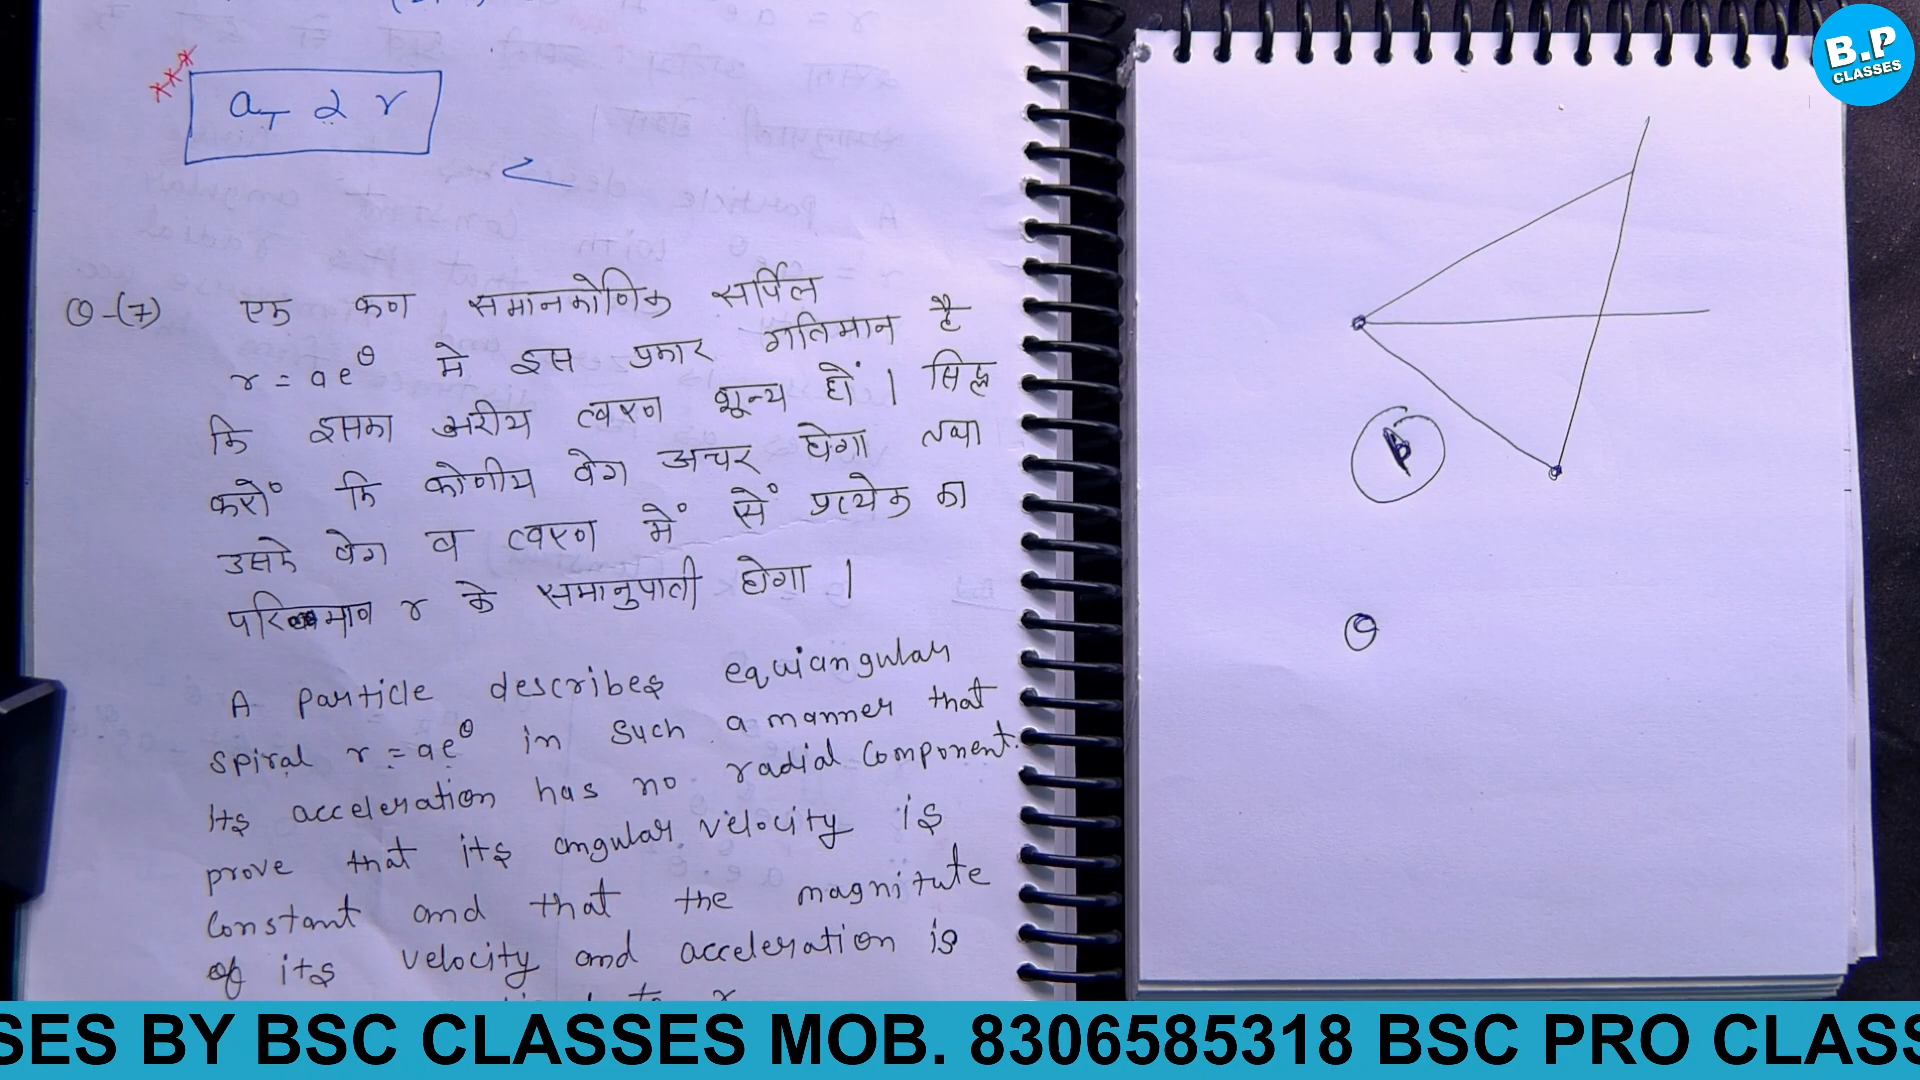 ***
a_T α r
Q-(7) एक कण समानकोणिक सर्पिल
r = ae^θ मे इस प्रकार गतिमान है
कि इसका अरीय त्वरण शून्य हों। सिद्ध
करों कि कोणीय वेग अचर होगा तथा
उसके वेग व त्वरण में से प्रत्येक का
परिमाण r के समानुपाती होगा।
A particle describes equiangular
spiral r = ae^θ in such a manner that
its acceleration has no radial component.
prove that its angular velocity is
constant and that the magnitute
of its velocity and acceleration is
θ
B.P
CLASSES
SES BY BSC CLASSES MOB. 8306585318 BSC PRO CLASS